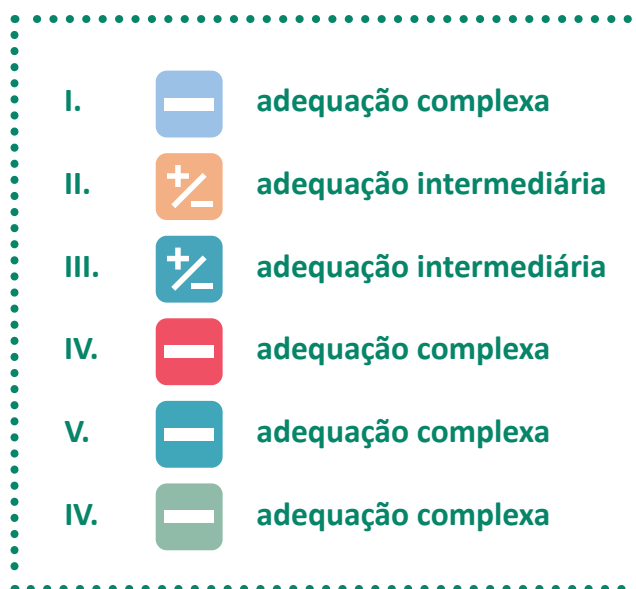 I. — adequação complexa
II. +/- adequação intermediária
III. +/- adequação intermediária
IV. — adequação complexa
V. — adequação complexa
IV. — adequação complexa